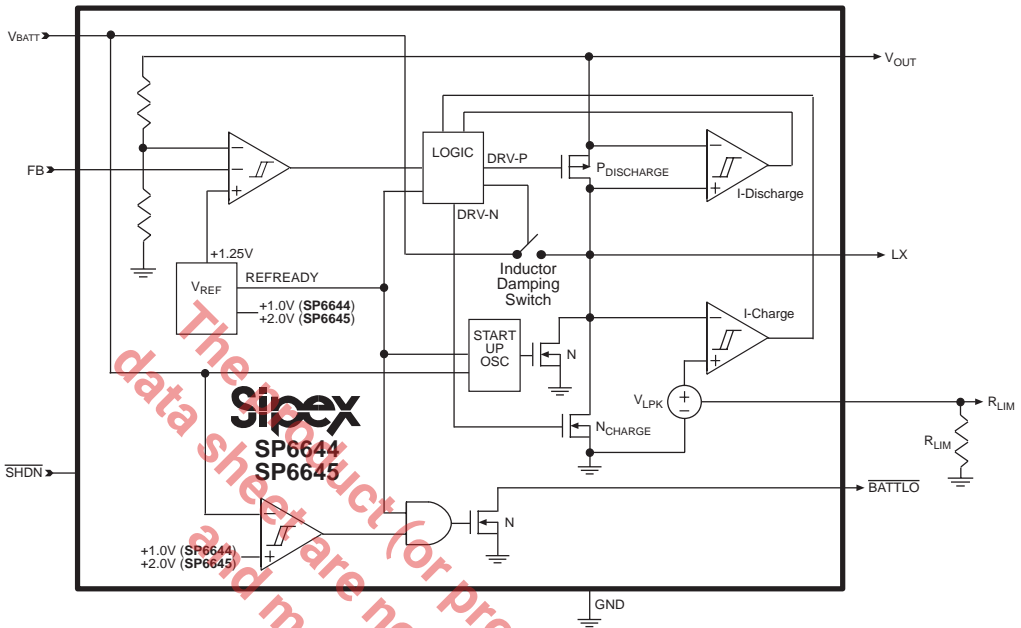 VBATT
VOUT
LOGIC
DRV-P
PDISCHARGE
I-Discharge
FB
DRV-N
+1.25V
Inductor
Damping
Switch
LX
VREF
REFREADY
+1.0V (SP6644)
+2.0V (SP6645)
I-Charge
START
UP
OSC
N
VLPK
RLIM
NCHARGE
RLIM
Sipex
SP6644
SP6645
SHDN
BATTLO
N
+1.0V (SP6644)
+2.0V (SP6645)
GND
The product (or pro
data sheet are no
and m